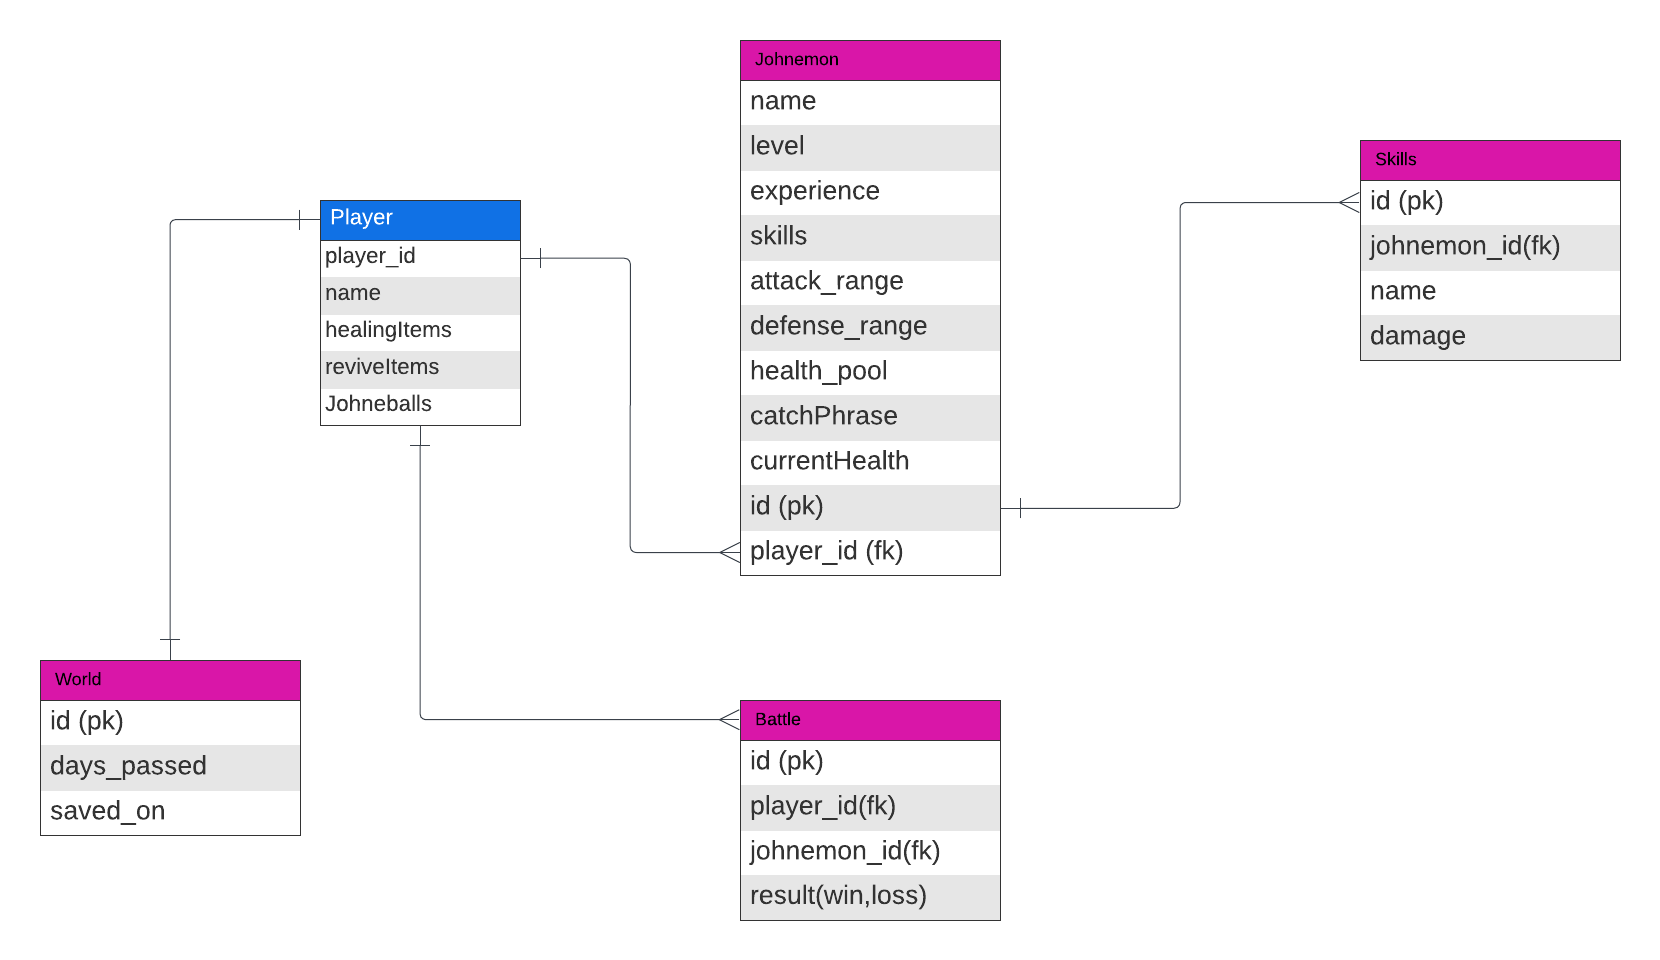 Johnemon
name
level
experience
skills
attack_range
defense_range
health_pool
catchPhrase
currentHealth
id (pk)
player_id (fk)
Skills
id (pk)
johnemon_id(fk)
name
damage
Player
player_id
name
healingItems
reviveItems
Johneballs
World
id (pk)
days_passed
saved_on
Battle
id (pk)
player_id(fk)
johnemon_id(fk)
result(win,loss)